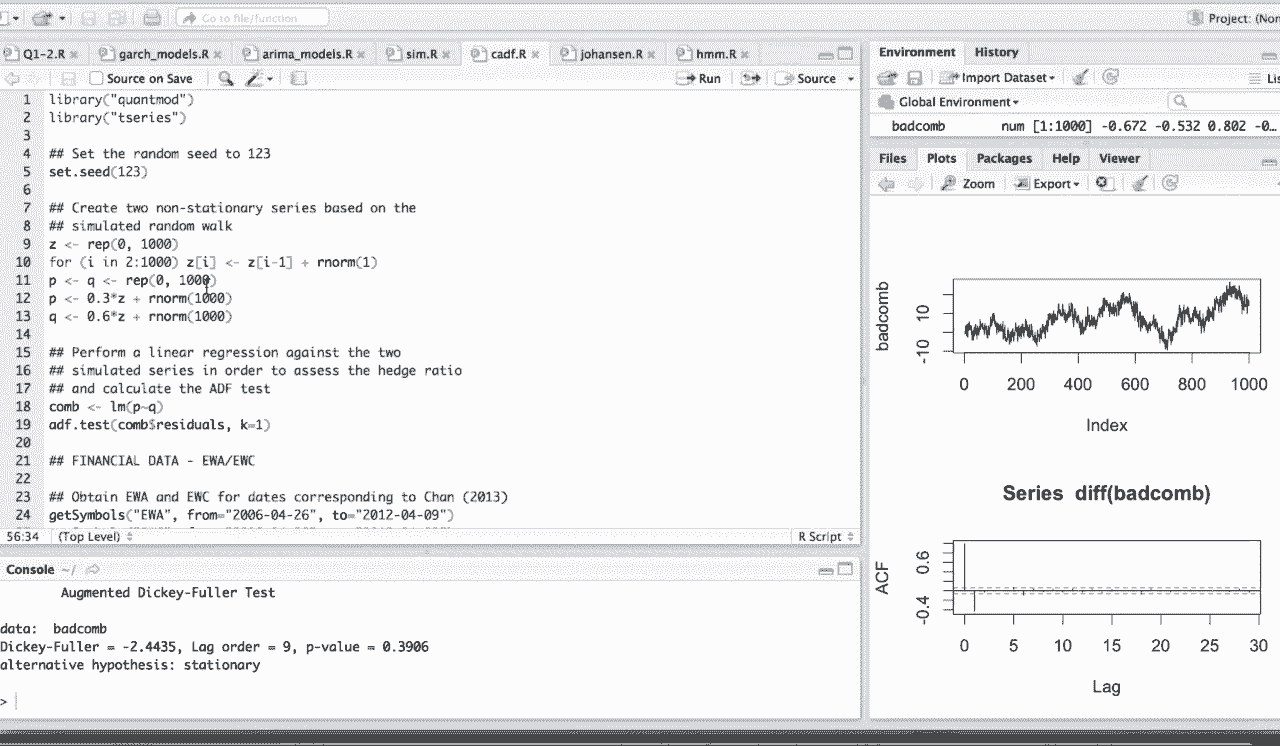 Go to file/function
Project: (Non
Q1-2.R
garch_models.R
arima_models.R
sim.R
cadf.R
johansen.R
hmm.R
Source on Save
Run
Source
1 library("quantmod")
2 library("tseries")
3
4 ## Set the random seed to 123
5 set.seed(123)
6
7 ## Create two non-stationary series based on the
8 ## simulated random walk
9 z <- rep(0, 1000)
10 for (i in 2:1000) z[i] <- z[i-1] + rnorm(1)
11 p <- q <- rep(0, 1000)
12 p <- 0.3*z + rnorm(1000)
13 q <- 0.6*z + rnorm(1000)
14
15 ## Perform a linear regression against the two
16 ## simulated series in order to assess the hedge ratio
17 ## and calculate the ADF test
18 comb <- lm(p~q)
19 adf.test(comb$residuals, k=1)
20
21 ## FINANCIAL DATA - EWA/EWC
22
23 ## Obtain EWA and EWC for dates corresponding to Chan (2013)
24 getSymbols("EWA", from="2006-04-26", to="2012-04-09")
56:34 (Top Level) R Script
Console ~/
Augmented Dickey-Fuller Test
data: badcomb
Dickey-Fuller = -2.4435, Lag order = 9, p-value = 0.3906
alternative hypothesis: stationary
>
Environment History
Import Dataset
Lis
Global Environment
badcomb num [1:1000] -0.672 -0.532 0.802 -0…
Files Plots Packages Help Viewer
Zoom Export
badcomb
10
-10
0 200 400 600 800 1000
Index
Series diff(badcomb)
ACF
0.6
-0.4
0 5 10 15 20 25 30
Lag